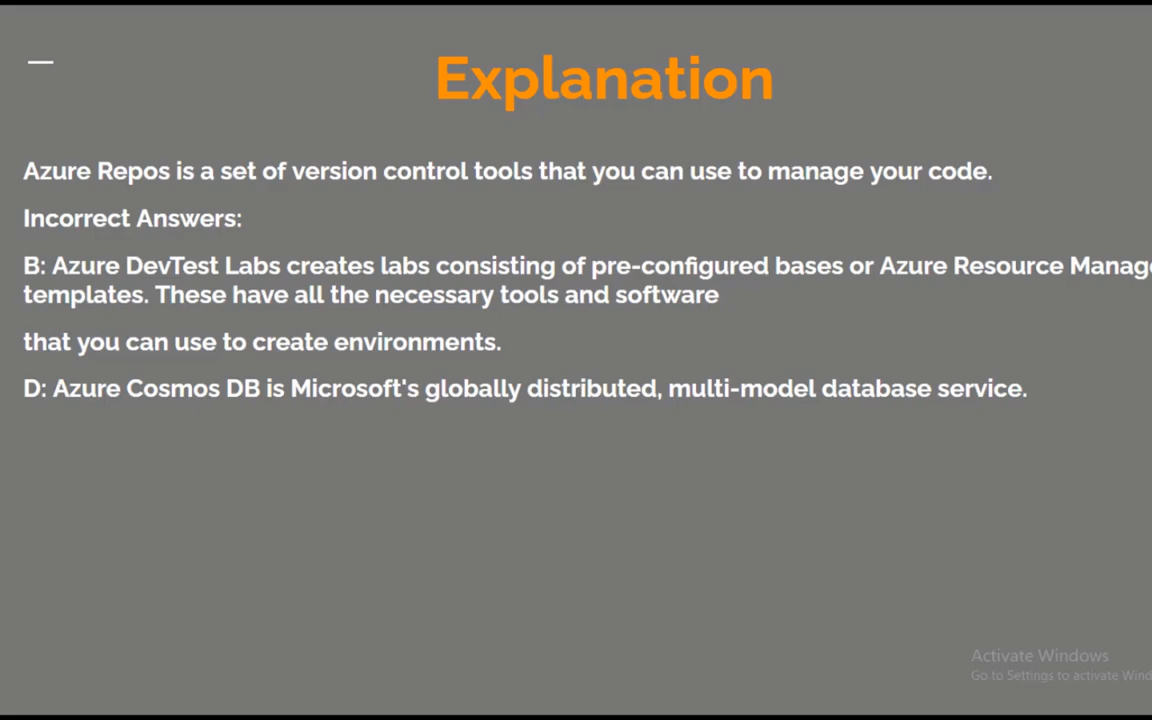 Explanation
Azure Repos is a set of version control tools that you can use to manage your code.
Incorrect Answers:
B: Azure DevTest Labs creates labs consisting of pre-configured bases or Azure Resource
templates. These have all the necessary tools and software
that you can use to create environments.
D: Azure Cosmos DB is Microsoft's globally distributed, multi-model database service.
Activate Windows
Go to Settings to activate